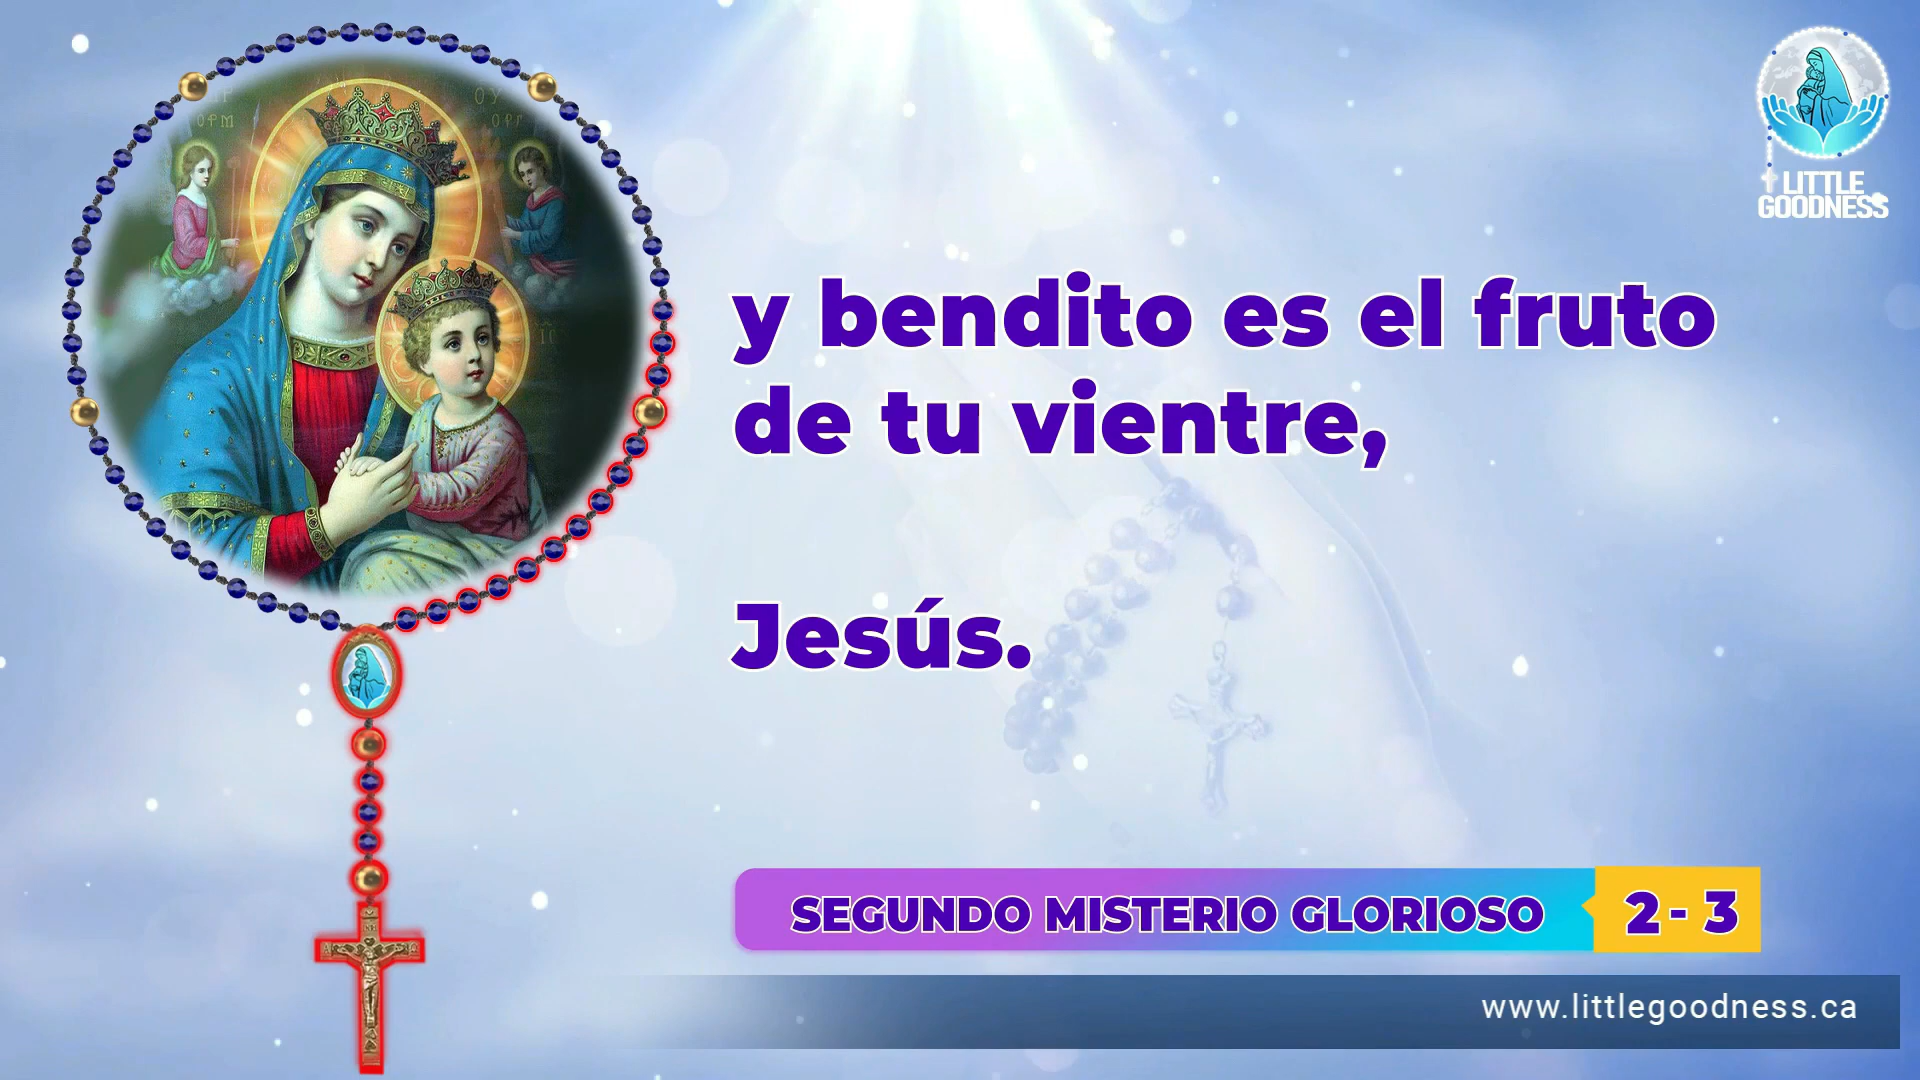 LITTLE
GOODNESS
y bendito es el fruto
de tu vientre,
Jesús.
SEGUNDO MISTERIO GLORIOSO
2 - 3
www.littlegoodness.ca